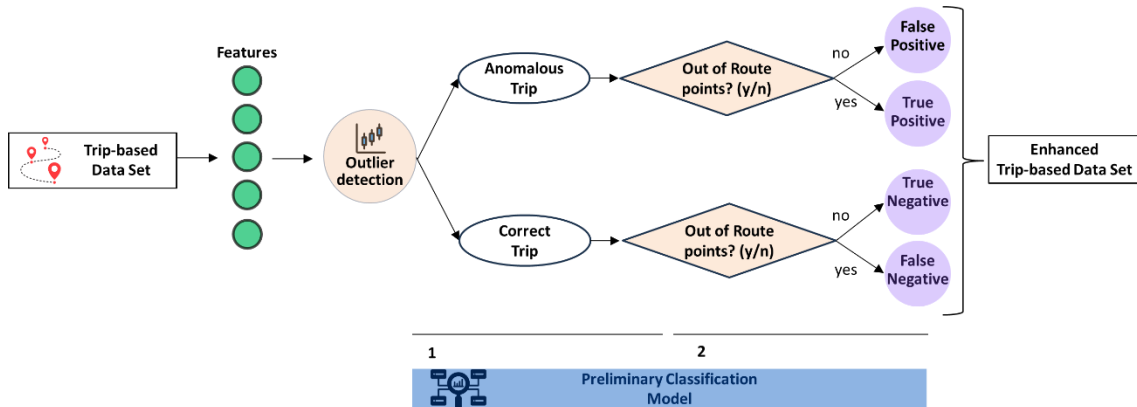 Trip-based
Data Set
Features
Outlier
detection
Anomalous
Trip
Out of Route
points? (y/n)
no
yes
False
Positive
True
Positive
Correct
Trip
Out of Route
points? (y/n)
no
yes
True
Negative
False
Negative
Enhanced
Trip-based Data Set
1
2
Preliminary Classification
Model